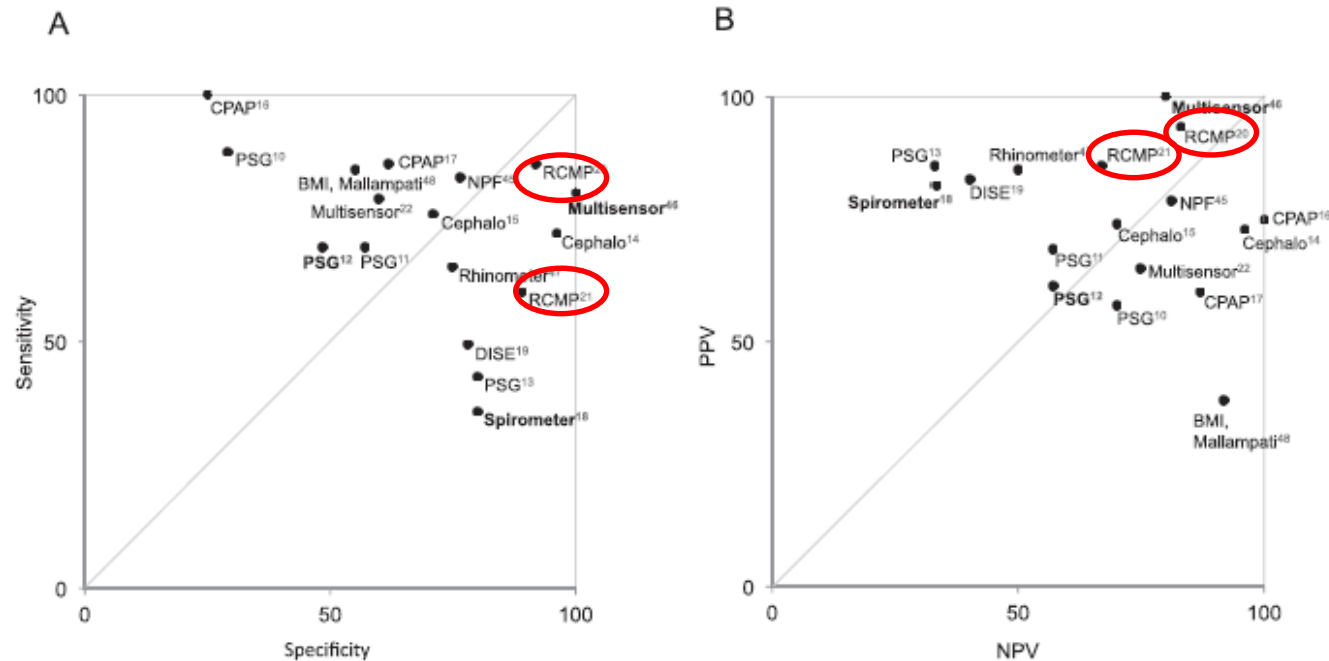 A
100
CPAP¹⁶
PSG¹⁰
CPAP¹⁷
BMI, Mallampati⁴⁸
NPF⁴⁵
RCMP²
Multisensor²²
Multisensor⁴⁶
Cephalo¹⁵
Cephalo¹⁴
PSG¹²
PSG¹¹
Rhinometer
RCMP²¹
50
DISE¹⁹
PSG¹³
Spirometer¹⁸
0
0
50
100
Sensitivity
Specificity
B
100
Multisensor⁴⁶
RCMP²⁰
PSG¹³
Rhinometer⁴
RCMP²¹
DISE¹⁹
Spirometer¹⁸
NPF⁴⁵
CPAP¹⁶
Cephalo¹⁵
Cephalo¹⁴
PSG¹¹
Multisensor²²
PSG¹²
CPAP¹⁷
PSG¹⁰
50
BMI,
Mallampati⁴⁸
0
0
50
100
PPV
NPV